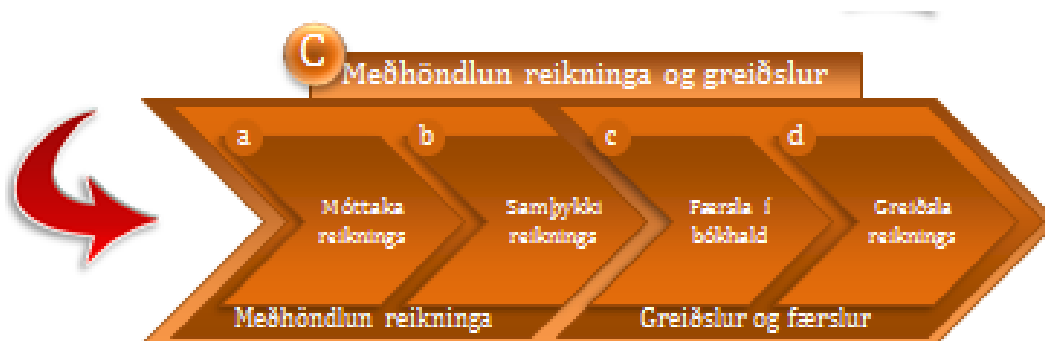 C
Meðhöndlun reikninga og greiðslur
a
Móttaka
reiknings
b
Samþykki
reiknings
c
Færsla í
bókhald
d
Greiðsla
reiknings
Meðhöndlun reikninga
Greiðslur og færslur